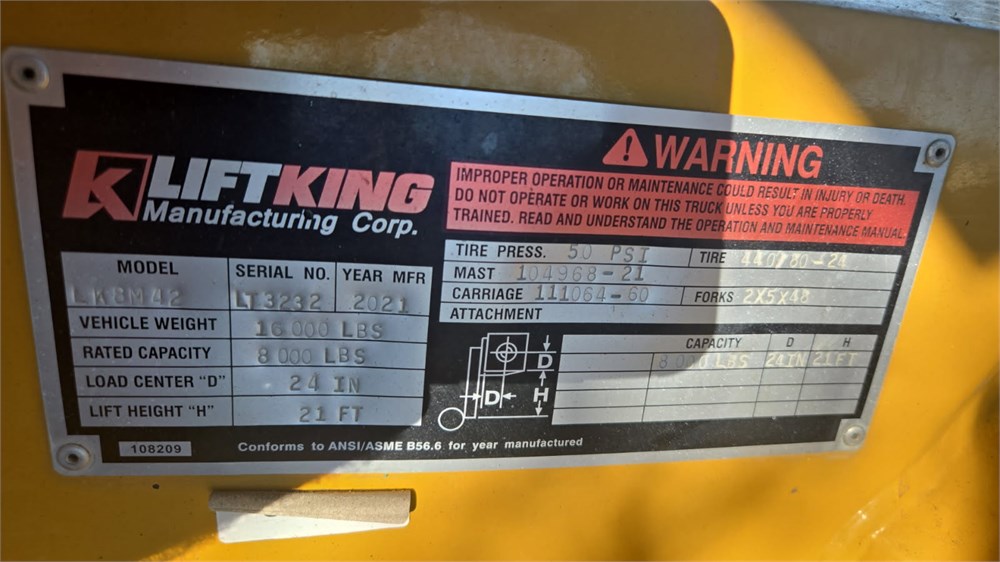 LIFTKING
Manufacturing Corp.
WARNING
IMPROPER OPERATION OR MAINTENANCE COULD RESULT IN INJURY OR DEATH.
DO NOT OPERATE OR WORK ON THIS TRUCK UNLESS YOU ARE PROPERLY
TRAINED. READ AND UNDERSTAND THE OPERATION AND MAINTENANCE MANUAL.
MODEL SERIAL NO. YEAR MFR
LK8M42 LT3232 2021
VEHICLE WEIGHT 16 000 LBS
RATED CAPACITY 8 000 LBS
LOAD CENTER "D" 24 IN
LIFT HEIGHT "H" 21 FT
TIRE PRESS. 50 PSI TIRE 440/80-24
MAST 104968-21
CARRIAGE 111064-60 FORKS 2X5X48
ATTACHMENT
D
D H
CAPACITY D H
8 000 LBS 24IN 21FT
108209 Conforms to ANSI/ASME B56.6 for year manufactured